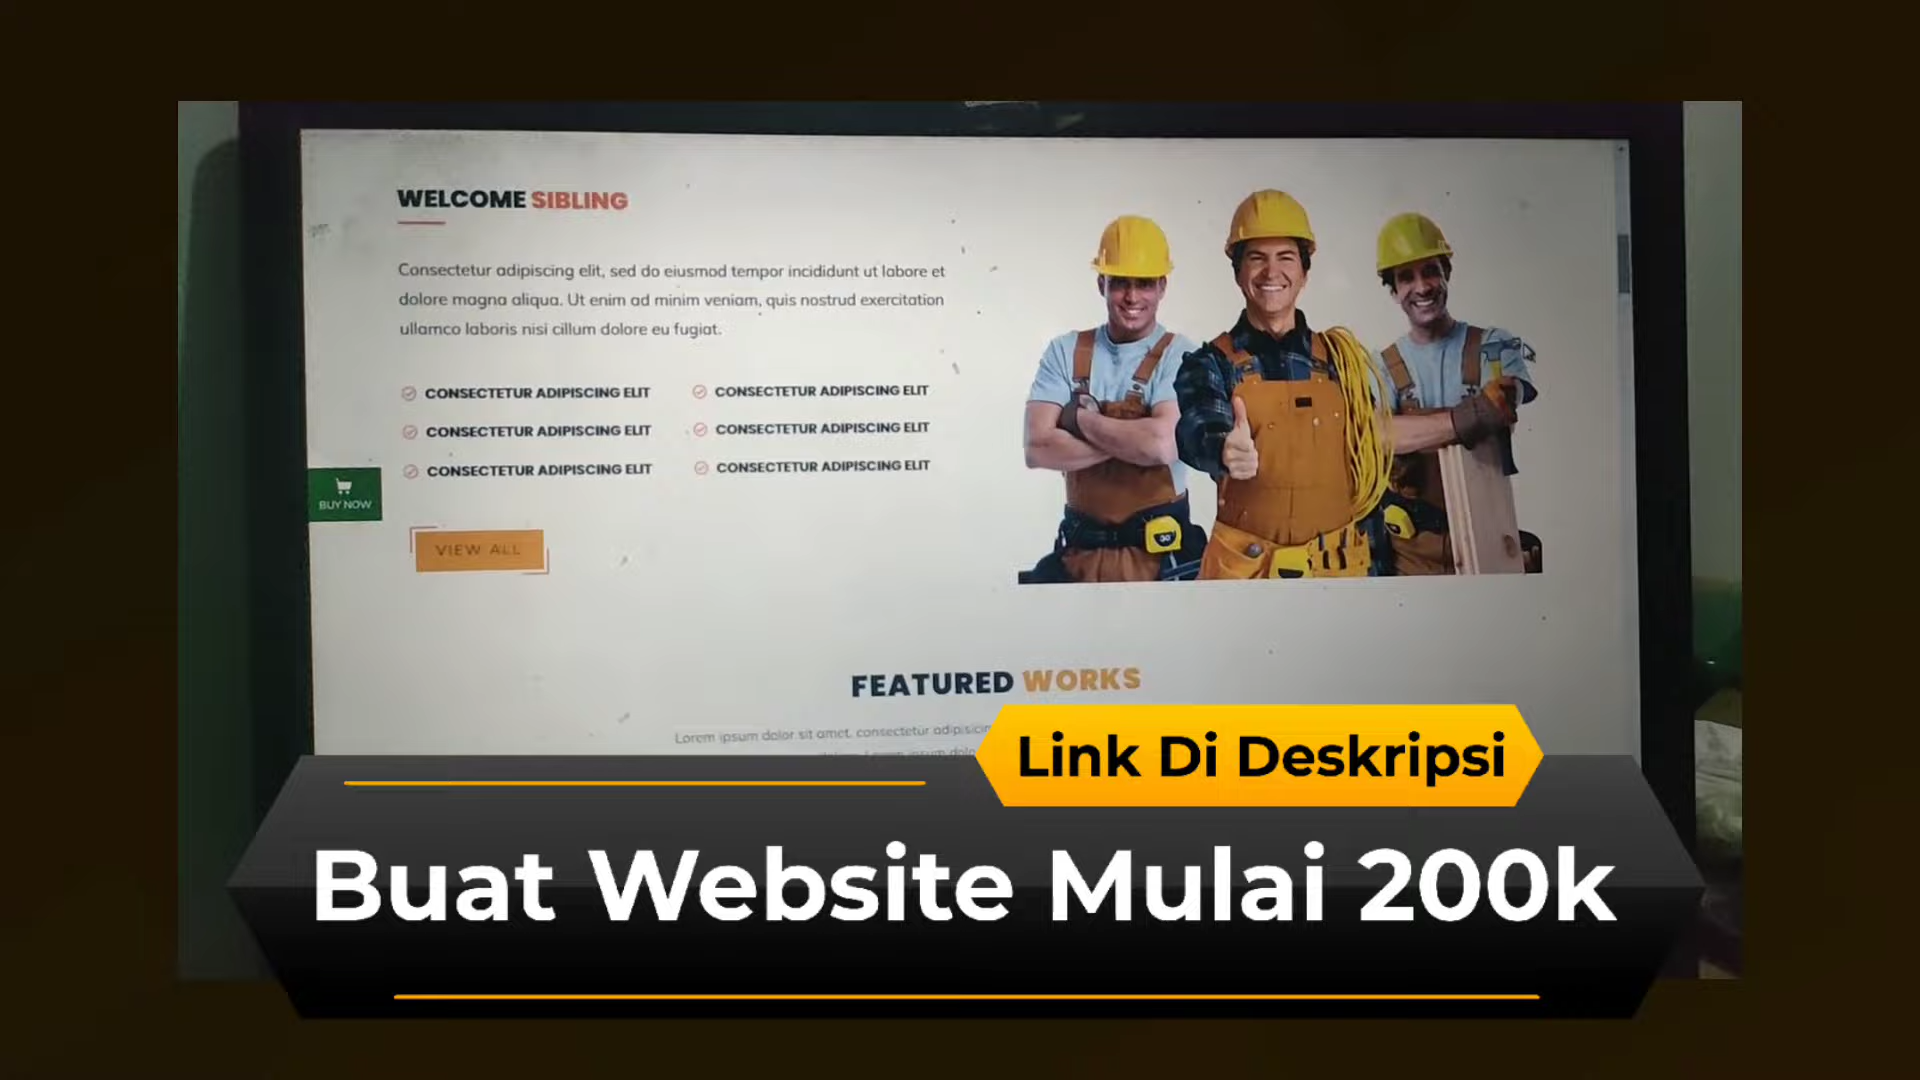 WELCOME SIBLING
Consectetur adipiscing elit, sed do eiusmod tempor incididunt ut labore et
dolore magna aliqua. Ut enim ad minim veniam, quis nostrud exercitation
ullamco laboris nisi cillum dolore eu fugiat.
CONSECTETUR ADIPISCING ELIT
CONSECTETUR ADIPISCING ELIT
CONSECTETUR ADIPISCING ELIT
CONSECTETUR ADIPISCING ELIT
CONSECTETUR ADIPISCING ELIT
CONSECTETUR ADIPISCING ELIT
BUY NOW
VIEW ALL
FEATURED WORKS
Lorem ipsum dolor sit amet, consectetur
Link Di Deskripsi
Buat Website Mulai 200k